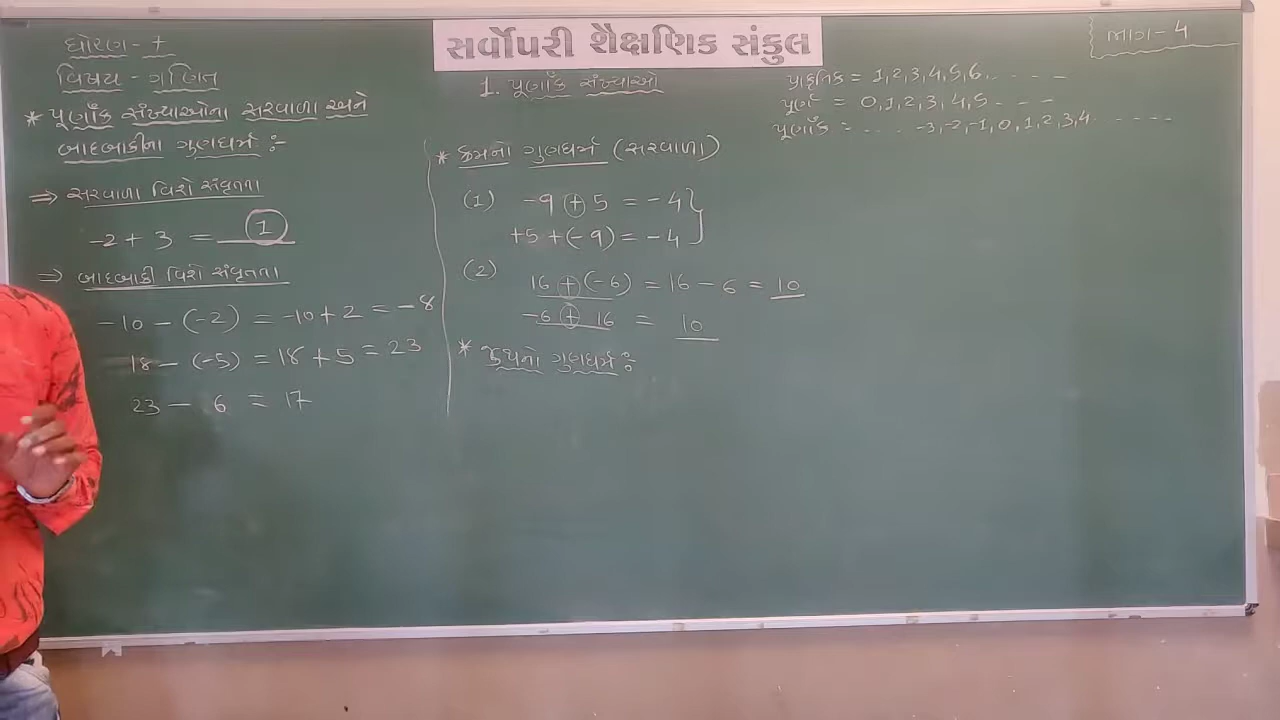 સર્વોપરી શૈક્ષણિક સંકુલ
ધોરણ - 7
વિષય - ગણિત
* પૂર્ણાંક સંખ્યાઓના સરવાળા અને
બાદબાકીના ગુણધર્મ :-
⇒ સરવાળા વિશે સંવૃતતા
-2 + 3 = 1
⇒ બાદબાકી વિશે સંવૃતતા
-10 - (-2) = -10 + 2 = -8
18 - (-5) = 18 + 5 = 23
23 - 6 = 17
1. પૂર્ણાંક સંખ્યાઓ
* ક્રમનો ગુણધર્મ (સરવાળા)
(1) -9 + 5 = -4 }
+5 + (-9) = -4
(2) 16 + (-6) = 16 - 6 = 10
-6 + 16 = 10
* જુથનો ગુણધર્મ :-
ભાગ - 4
પ્રાકૃતિક = 1, 2, 3, 4, 5, 6, . . . . .
પૂર્ણ = 0, 1, 2, 3, 4, 5 . . . .
પૂર્ણાંક = . . . . -3, -2, -1, 0, 1, 2, 3, 4 . . . . . .